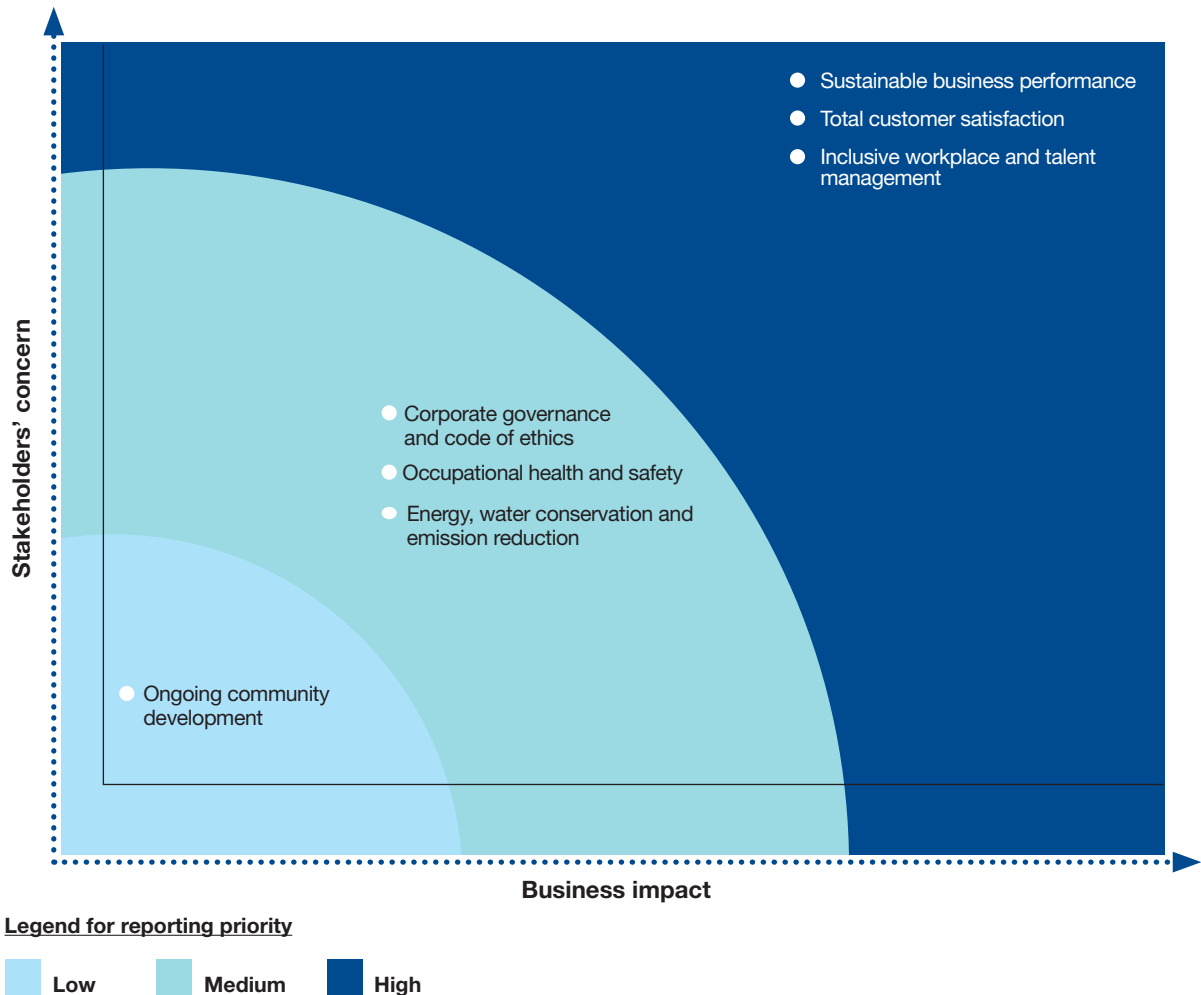 Sustainable business performance
Total customer satisfaction
Inclusive workplace and talent
management
Stakeholders' concern
Corporate governance
and code of ethics
Occupational health and safety
Energy, water conservation and
emission reduction
Ongoing community
development
Business impact
Legend for reporting priority
Low
Medium
High